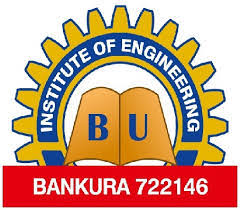 INSTITUTE OF ENGINEERING
B U
BANKURA 722146